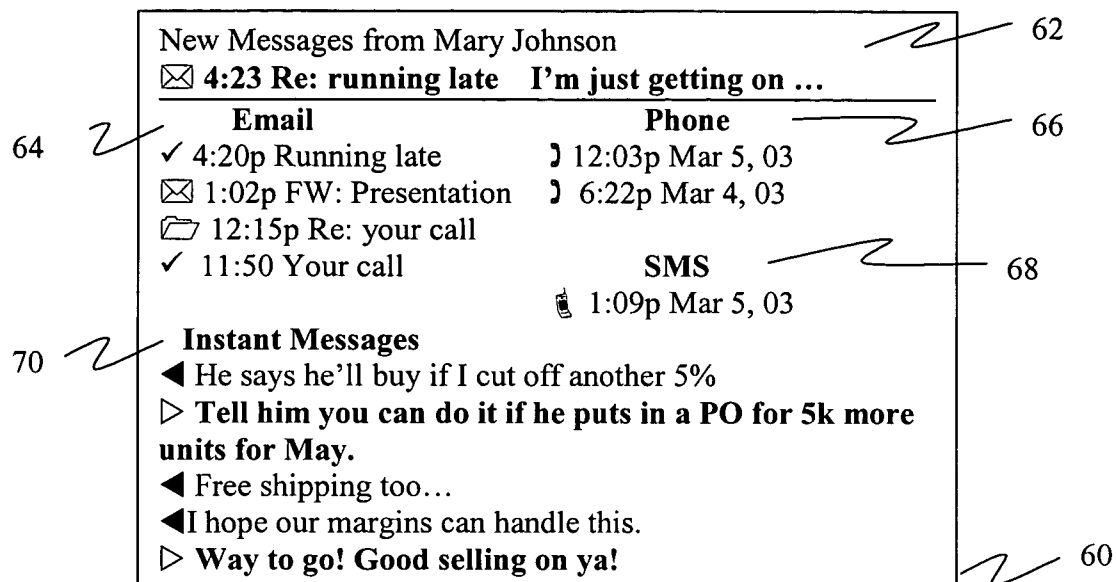 New Messages from Mary Johnson 62
4:23 Re: running late I'm just getting on ...
64 Email Phone 66
✓ 4:20p Running late 12:03p Mar 5, 03
1:02p FW: Presentation 6:22p Mar 4, 03
12:15p Re: your call
✓ 11:50 Your call SMS 68
1:09p Mar 5, 03
70 Instant Messages
◀ He says he'll buy if I cut off another 5%
▷ Tell him you can do it if he puts in a PO for 5k more
units for May.
◀ Free shipping too...
◀I hope our margins can handle this.
▷ Way to go! Good selling on ya!
60